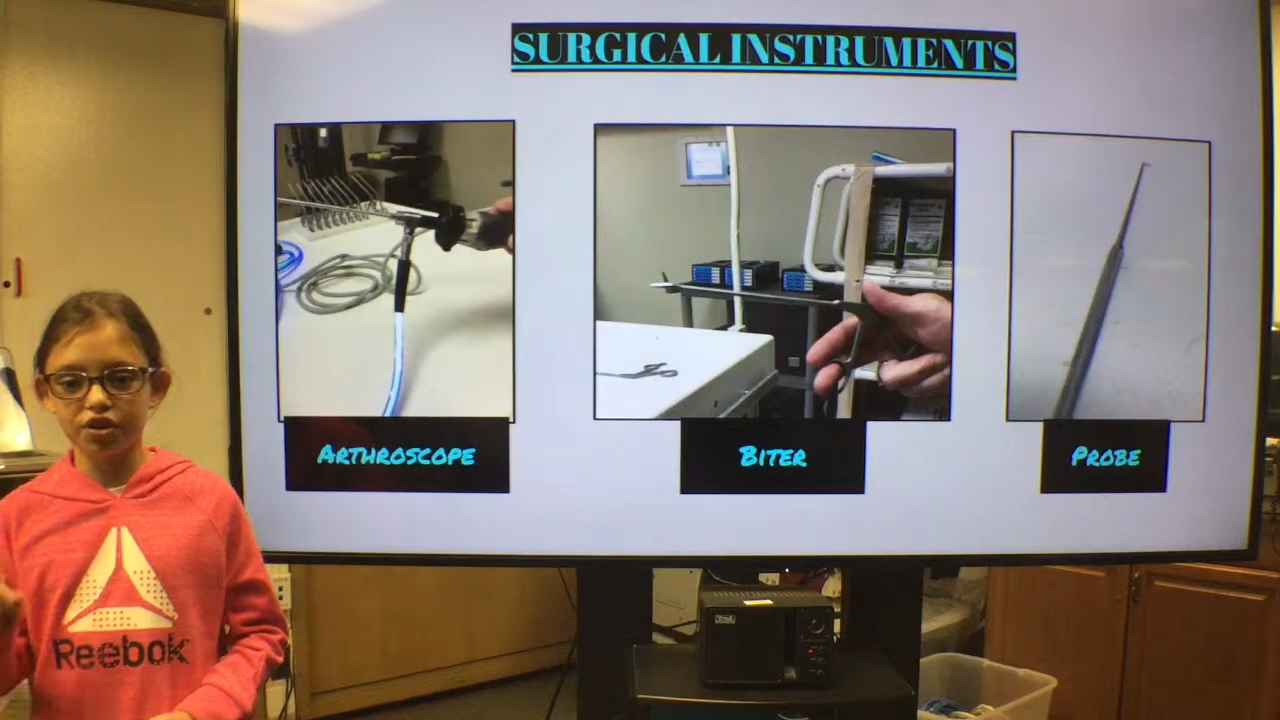 SURGICAL INSTRUMENTS
ARTHROSCOPE
BITER
PROBE
Reebok